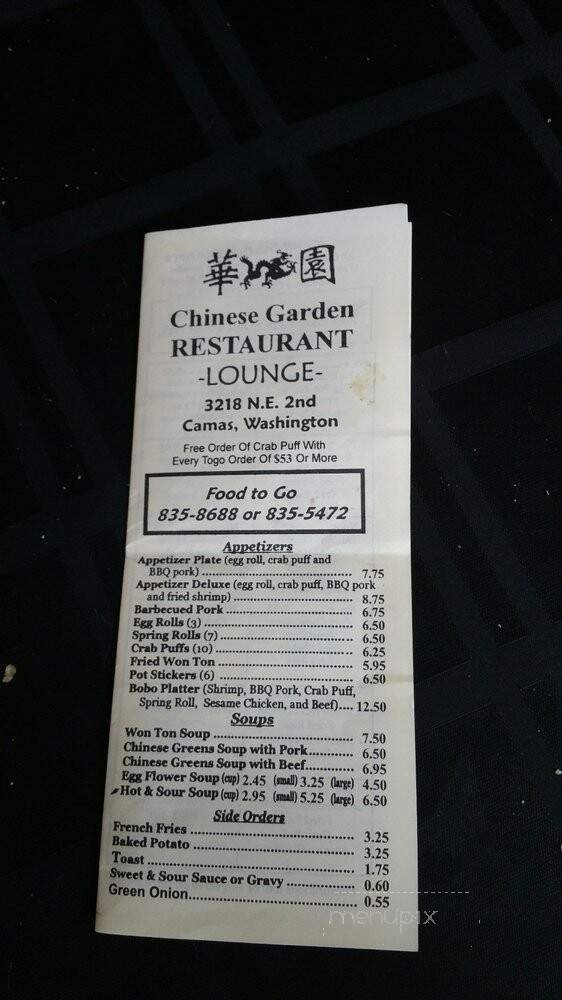 華 園
Chinese Garden
RESTAURANT
-LOUNGE-
3218 N.E. 2nd
Camas, Washington
Free Order Of Crab Puff With
Every Togo Order Of $53 Or More
Food to Go
835-8688 or 835-5472
Appetizers
Appetizer Plate (egg roll, crab puff and
BBQ pork) ........ 7.75
Appetizer Deluxe (egg roll, crab puff, BBQ pork
and fried shrimp) ........ 8.75
Barbecued Pork ........ 6.75
Egg Rolls (3) ........ 6.50
Spring Rolls (7) ........ 6.50
Crab Puffs (10) ........ 6.25
Fried Won Ton ........ 5.95
Pot Stickers (6) ........ 6.50
Bobo Platter (Shrimp, BBQ Pork, Crab Puff,
Spring Roll, Sesame Chicken, and Beef).... 12.50
Soups
Won Ton Soup ........ 7.50
Chinese Greens Soup with Pork........ 6.50
Chinese Greens Soup with Beef........ 6.95
Egg Flower Soup (cup) 2.45 (small) 3.25 (large) 4.50
Hot & Sour Soup (cup) 2.95 (small) 5.25 (large) 6.50
Side Orders
French Fries ........ 3.25
Baked Potato ........ 3.25
Toast ........ 1.75
Sweet & Sour Sauce or Gravy ........ 0.60
Green Onion........ 0.55
menupix